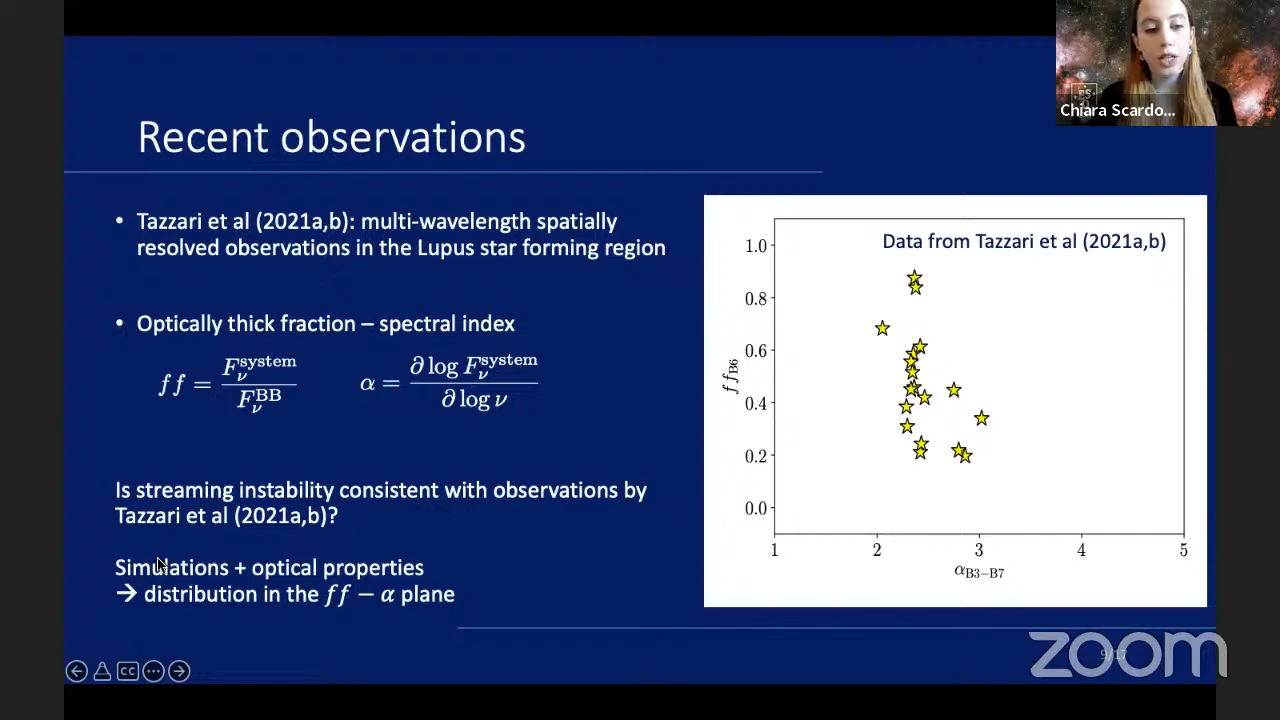 Chiara Scardo...
Recent observations
• Tazzari et al (2021a,b): multi-wavelength spatially
resolved observations in the Lupus star forming region
• Optically thick fraction – spectral index
ff = F_ν^system / F_ν^BB
α = ∂ log F_ν^system / ∂ log ν
Is streaming instability consistent with observations by
Tazzari et al (2021a,b)?
Simulations + optical properties
→ distribution in the ff − α plane
Data from Tazzari et al (2021a,b)
1.0
0.8
0.6
0.4
0.2
0.0
ff_B6
1 2 3 4 5
α_B3−B7
CC
zoom